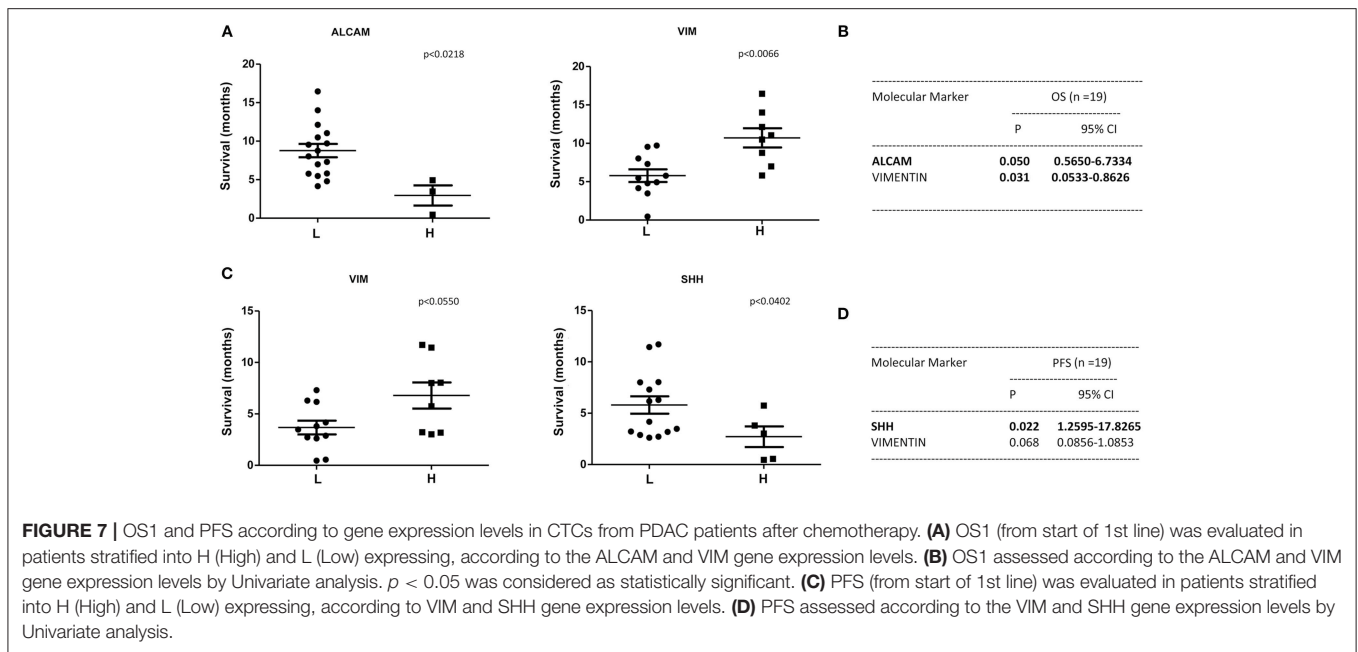 A
ALCAM
p<0.0218
Survival (months)
20
15
10
5
0
L
H
VIM
p<0.0066
Survival (months)
20
15
10
5
0
L
H
B
Molecular Marker OS (n =19)
P 95% CI
ALCAM 0.050 0.5650-6.7334
VIMENTIN 0.031 0.0533-0.8626
C
VIM
p<0.0550
Survival (months)
15
10
5
0
L
H
SHH
p<0.0402
Survival (months)
15
10
5
0
L
H
D
Molecular Marker PFS (n =19)
P 95% CI
SHH 0.022 1.2595-17.8265
VIMENTIN 0.068 0.0856-1.0853
FIGURE 7 | OS1 and PFS according to gene expression levels in CTCs from PDAC patients after chemotherapy. (A) OS1 (from start of 1st line) was evaluated in
patients stratified into H (High) and L (Low) expressing, according to the ALCAM and VIM gene expression levels. (B) OS1 assessed according to the ALCAM and VIM
gene expression levels by Univariate analysis. p < 0.05 was considered as statistically significant. (C) PFS (from start of 1st line) was evaluated in patients stratified
into H (High) and L (Low) expressing, according to VIM and SHH gene expression levels. (D) PFS assessed according to the VIM and SHH gene expression levels by
Univariate analysis.